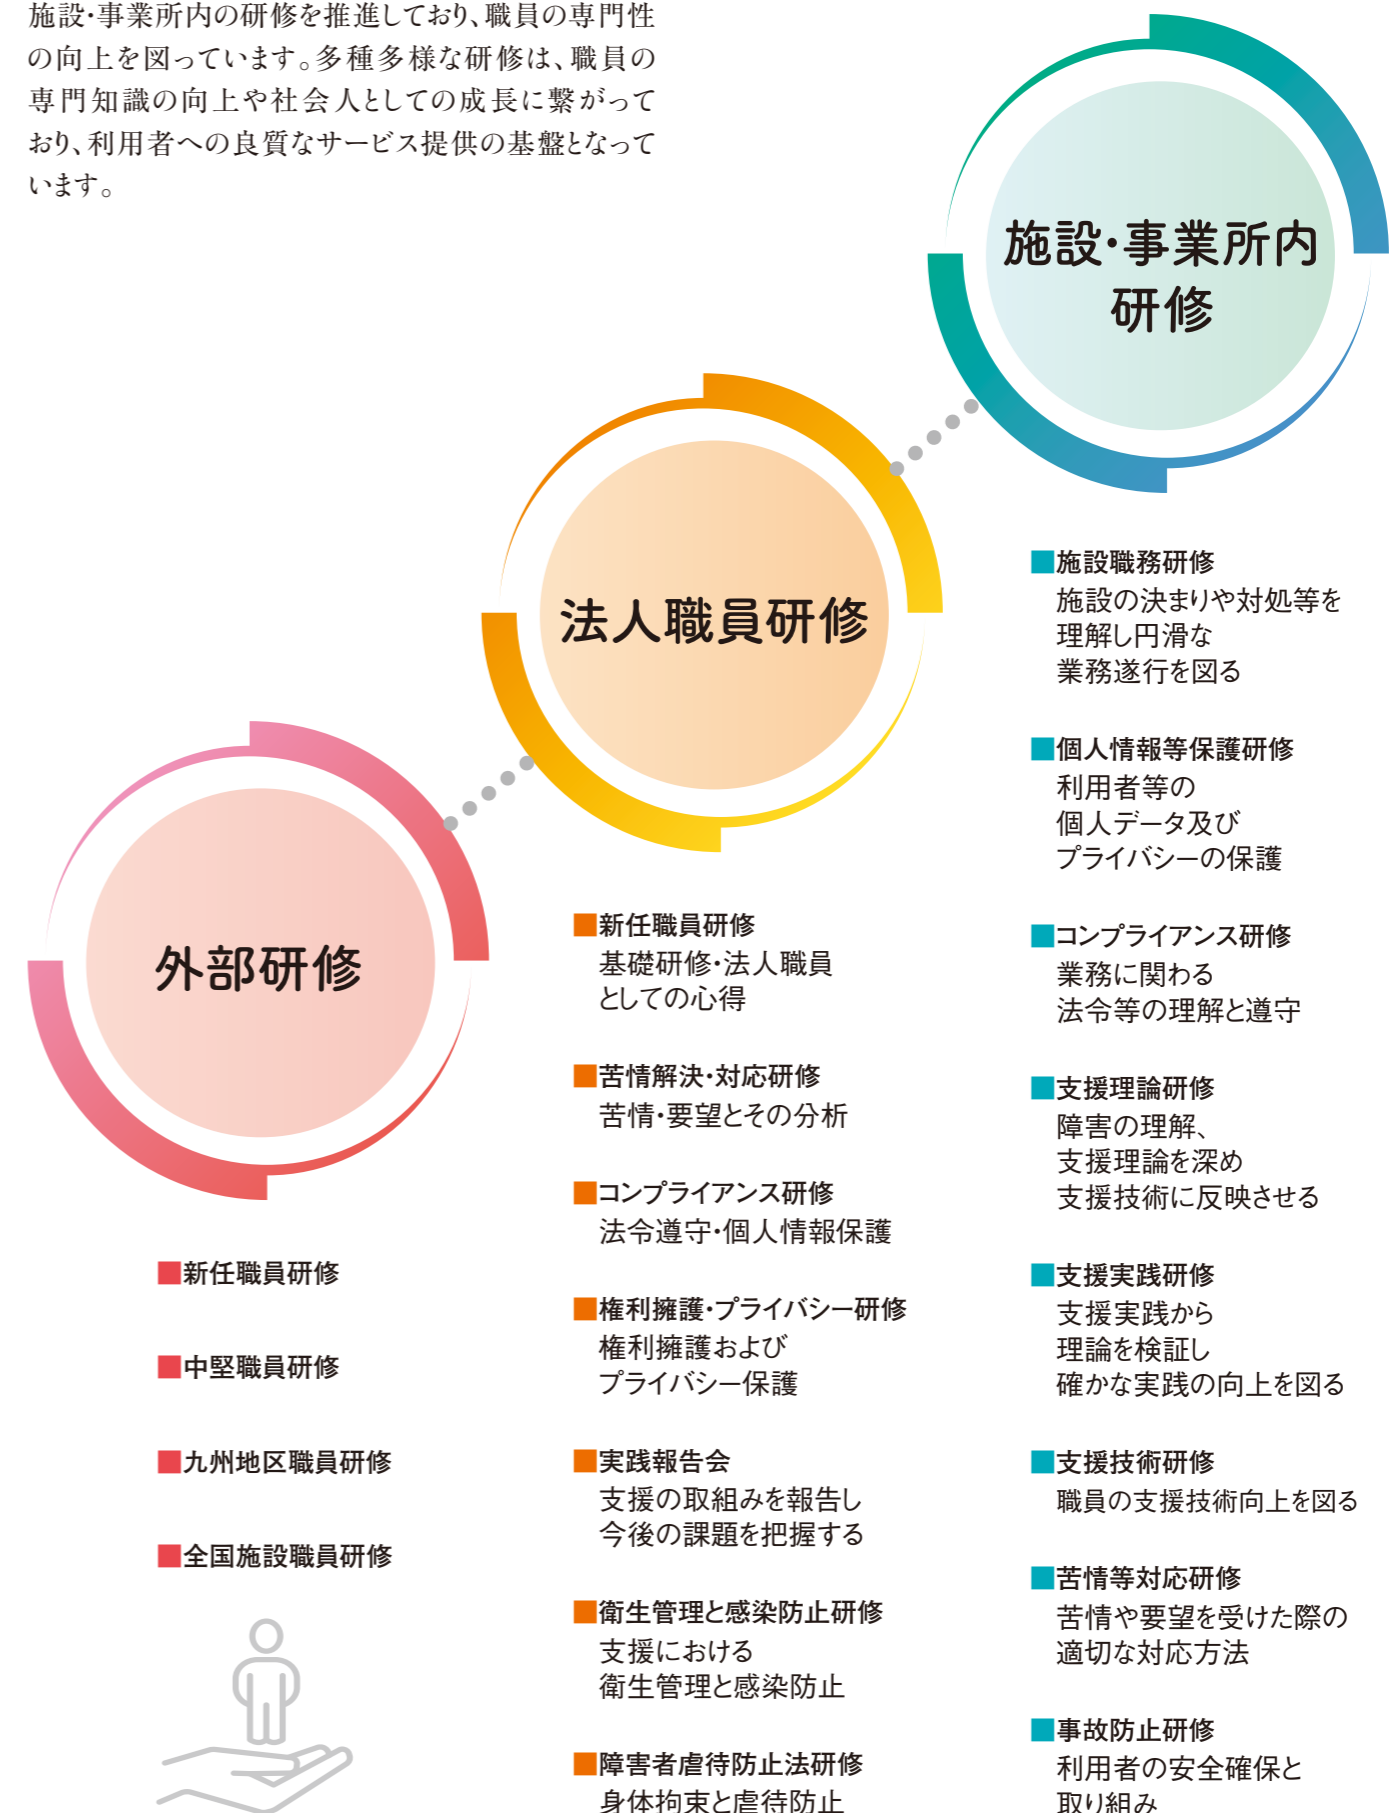 施設・事業所内の研修を推進しており、職員の専門性
の向上を図っています。多種多様な研修は、職員の
専門知識の向上や社会人としての成長に繋がって
おり、利用者への良質なサービス提供の基盤となって
います。
施設・事業所内
研修
法人職員研修
外部研修
■新任職員研修
■中堅職員研修
■九州地区職員研修
■全国施設職員研修
■新任職員研修
基礎研修・法人職員
としての心得
■苦情解決・対応研修
苦情・要望とその分析
■コンプライアンス研修
法令遵守・個人情報保護
■権利擁護・プライバシー研修
権利擁護および
プライバシー保護
■実践報告会
支援の取組みを報告し
今後の課題を把握する
■衛生管理と感染防止研修
支援における
衛生管理と感染防止
■障害者虐待防止法研修
身体拘束と虐待防止
■施設職務研修
施設の決まりや対処等を
理解し円滑な
業務遂行を図る
■個人情報等保護研修
利用者等の
個人データ及び
プライバシーの保護
■コンプライアンス研修
業務に関わる
法令等の理解と遵守
■支援理論研修
障害の理解、
支援理論を深め
支援技術に反映させる
■支援実践研修
支援実践から
理論を検証し
確かな実践の向上を図る
■支援技術研修
職員の支援技術向上を図る
■苦情等対応研修
苦情や要望を受けた際の
適切な対応方法
■事故防止研修
利用者の安全確保と
取り組み